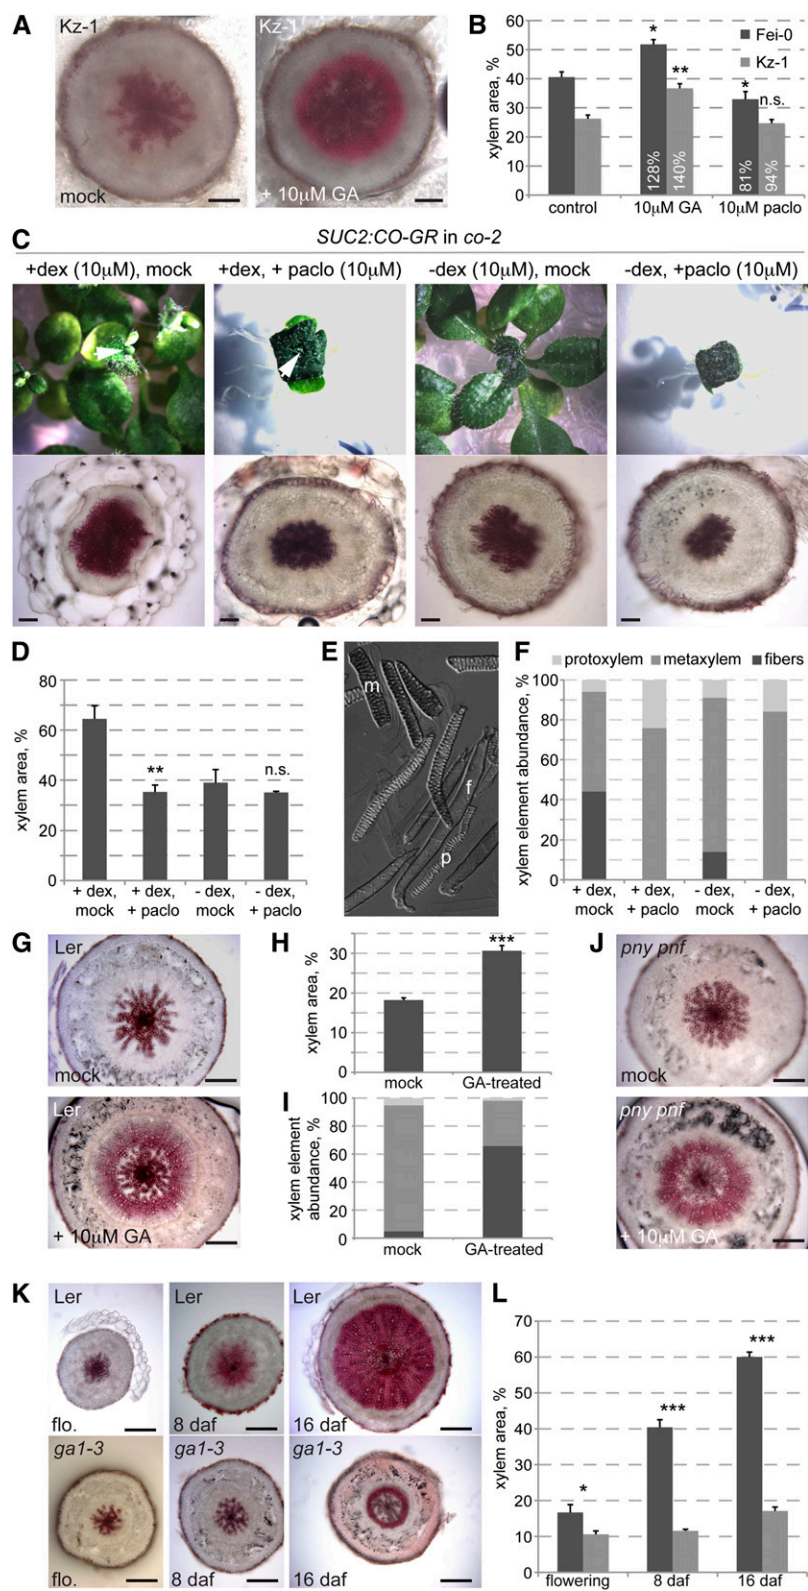 A
Kz-1
mock
Kz-1
+ 10µM GA
B
xylem area, %
60
50
40
30
20
10
0
Fei-0
Kz-1
*
**
*
n.s.
128%
140%
81%
94%
control
10µM GA
10µM paclo
C
SUC2:CO-GR in co-2
+dex (10µM), mock
+dex, + paclo (10µM)
-dex (10µM), mock
-dex, +paclo (10µM)
D
xylem area, %
80
60
40
20
0
**
n.s.
+ dex, mock
+ dex, + paclo
- dex, mock
- dex, + paclo
E
m
f
p
F
protoxylem
metaxylem
fibers
xylem element abundance, %
100
80
60
40
20
0
+ dex, mock
+ dex, + paclo
- dex, mock
- dex, + paclo
G
Ler
mock
Ler
+ 10µM GA
H
xylem area, %
30
20
10
0
***
mock
GA-treated
I
xylem element abundance, %
100
80
60
40
20
0
mock
GA-treated
J
pny pnf
mock
pny pnf
+ 10µM GA
K
Ler
flo.
Ler
8 daf
Ler
16 daf
ga1-3
flo.
ga1-3
8 daf
ga1-3
16 daf
L
xylem area, %
70
60
50
40
30
20
10
0
*
***
***
flowering
8 daf
16 daf